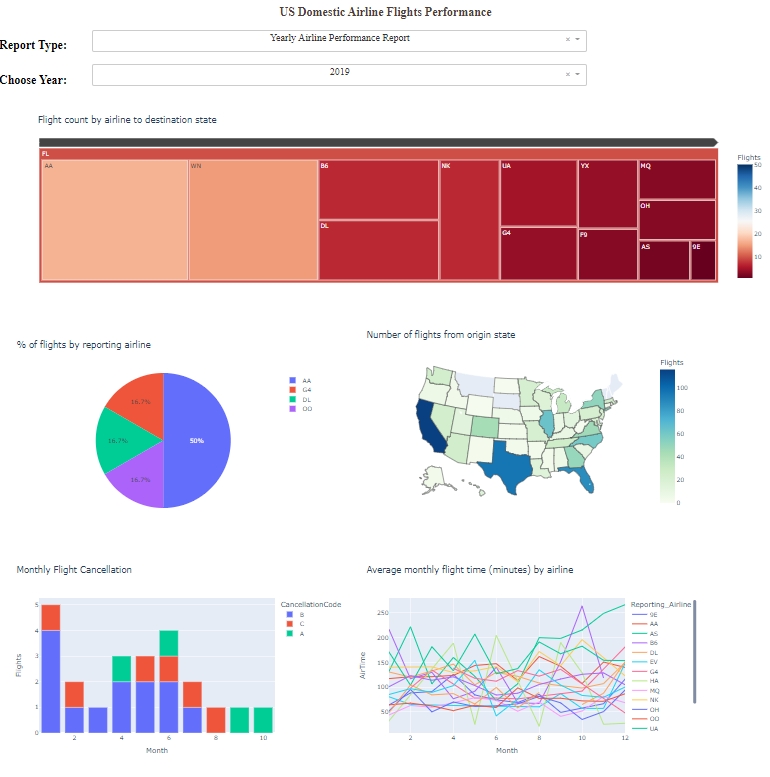 US Domestic Airline Flights Performance
Report Type:
Yearly Airline Performance Report
Choose Year:
2019
Flight count by airline to destination state
FL
AA
WN
B6
DL
NK
UA
G4
YX
F9
MQ
OH
AS
9E
Flights
50
40
30
20
10
% of flights by reporting airline
16.7%
16.7%
16.7%
50%
AA
G4
DL
OO
Number of flights from origin state
Flights
100
80
60
40
20
0
Monthly Flight Cancellation
Flights
5
4
3
2
1
0
2 4 6 8 10
Month
CancellationCode
B
C
A
Average monthly flight time (minutes) by airline
AirTime
250
200
150
100
50
2 4 6 8 10 12
Month
Reporting_Airline
9E
AA
AS
B6
DL
EV
G4
HA
MQ
NK
OH
OO
UA